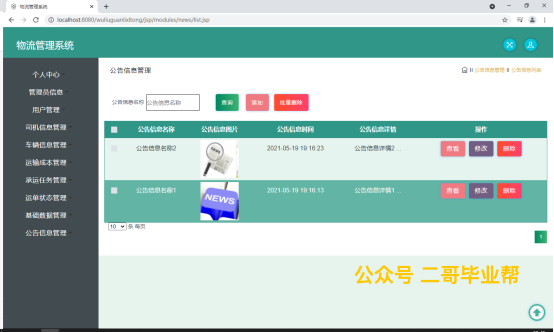 物流管理系统
localhost:8080/wuliuguanlixitong/jsp/modules/news/list.jsp
物流管理系统
个人中心
管理员信息
用户管理
司机信息管理
车辆信息管理
运输成本管理
承运任务管理
运单状态管理
基础数据管理
公告信息管理
公告信息管理
公告信息管理 公告信息列表
公告信息名称 公告信息名称 查询 添加 批量删除
公告信息名称 公告信息图片 公告信息时间 公告信息详情 操作
公告信息名称2 2021-05-19 19:16:23 公告信息详情2 ... 查看 修改 删除
公告信息名称1 NEWS 2021-05-19 19:16:13 公告信息详情1 ... 查看 修改 删除
10 条 每页
1
公众号 二哥毕业帮